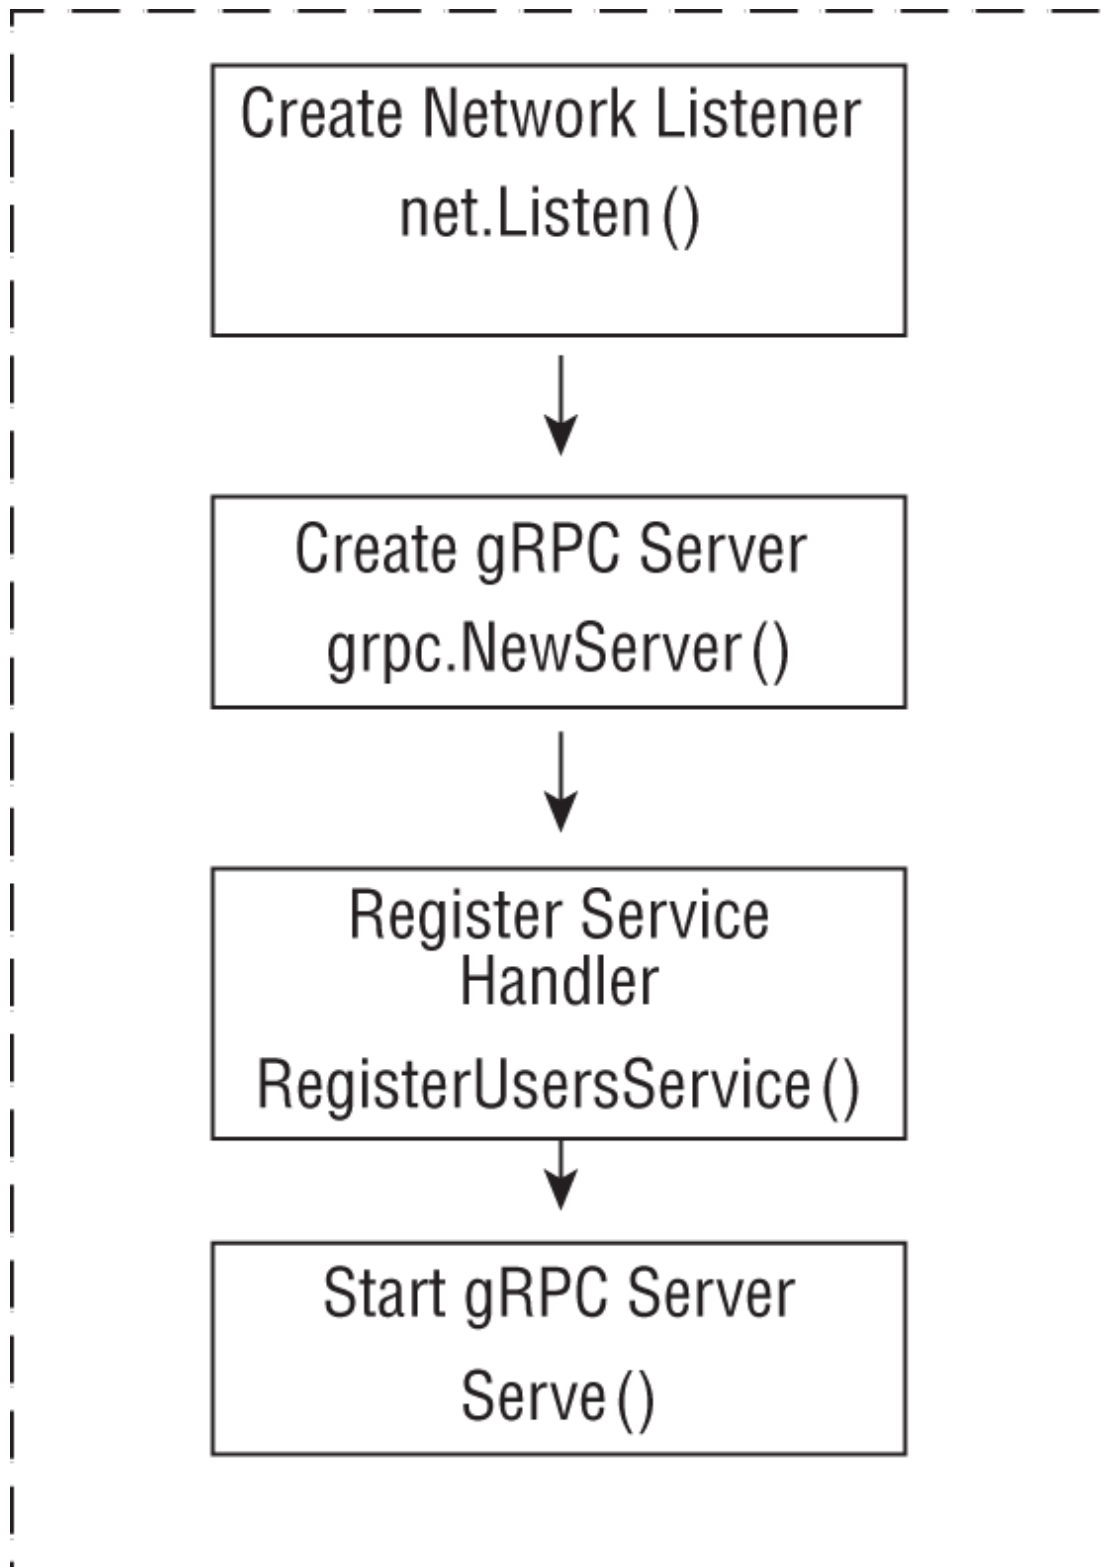 Create Network Listener
net.Listen()
Create gRPC Server
grpc.NewServer()
Register Service
Handler
RegisterUsersService()
Start gRPC Server
Serve()